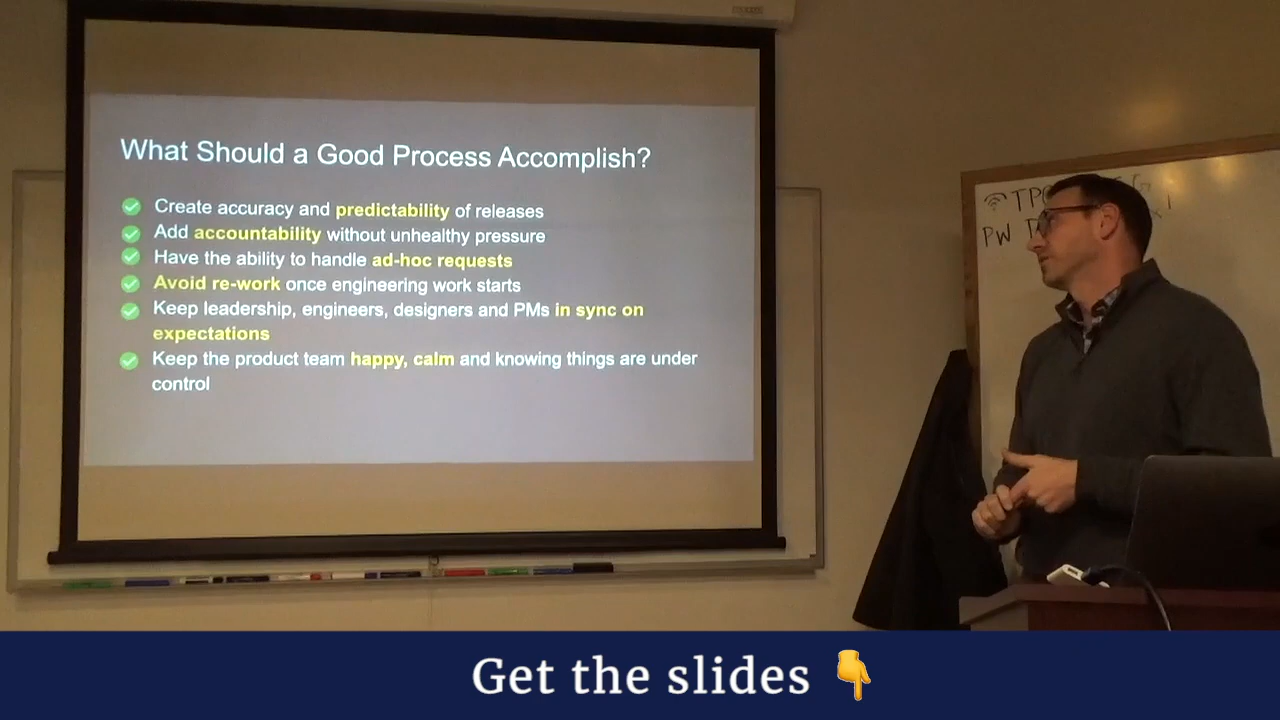 What Should a Good Process Accomplish?
Create accuracy and predictability of releases
Add accountability without unhealthy pressure
Have the ability to handle ad-hoc requests
Avoid re-work once engineering work starts
Keep leadership, engineers, designers and PMs in sync on
expectations
Keep the product team happy, calm and knowing things are under
control
PW
Get the slides 👇